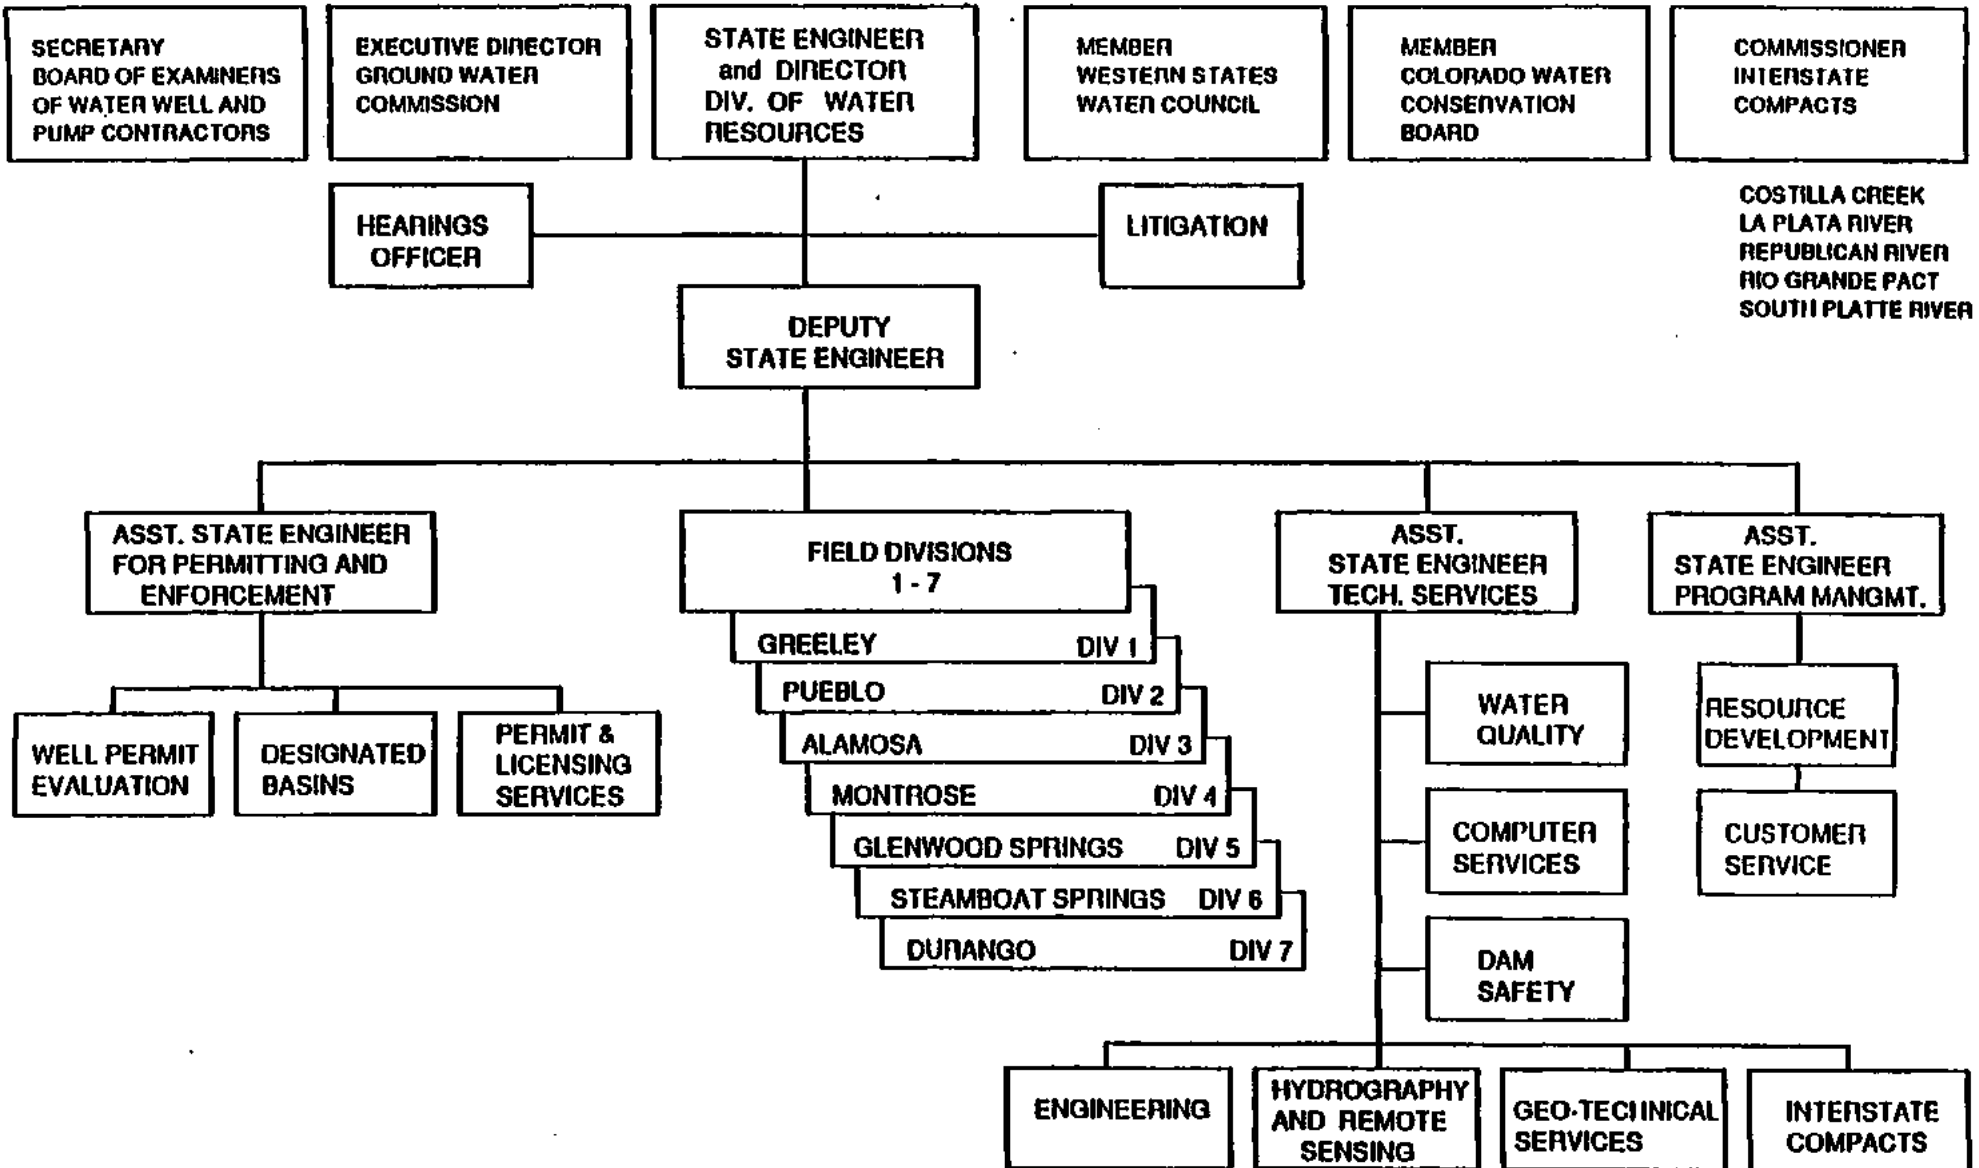 SECRETARY
BOARD OF EXAMINERS
OF WATER WELL AND
PUMP CONTRACTORS
EXECUTIVE DIRECTOR
GROUND WATER
COMMISSION
STATE ENGINEER
and DIRECTOR
DIV. OF WATER
RESOURCES
MEMBER
WESTERN STATES
WATER COUNCIL
MEMBER
COLORADO WATER
CONSERVATION
BOARD
COMMISSIONER
INTERSTATE
COMPACTS
COSTILLA CREEK
LA PLATA RIVER
REPUBLICAN RIVER
RIO GRANDE PACT
SOUTH PLATTE RIVER
HEARINGS
OFFICER
LITIGATION
DEPUTY
STATE ENGINEER
ASST. STATE ENGINEER
FOR PERMITTING AND
ENFORCEMENT
FIELD DIVISIONS
1 - 7
ASST.
STATE ENGINEER
TECH. SERVICES
ASST.
STATE ENGINEER
PROGRAM MANGMT.
GREELEY DIV 1
PUEBLO DIV 2
ALAMOSA DIV 3
MONTROSE DIV 4
GLENWOOD SPRINGS DIV 5
STEAMBOAT SPRINGS DIV 6
DURANGO DIV 7
WELL PERMIT
EVALUATION
DESIGNATED
BASINS
PERMIT &
LICENSING
SERVICES
WATER
QUALITY
COMPUTER
SERVICES
DAM
SAFETY
RESOURCE
DEVELOPMENT
CUSTOMER
SERVICE
ENGINEERING
HYDROGRAPHY
AND REMOTE
SENSING
GEO-TECHNICAL
SERVICES
INTERSTATE
COMPACTS